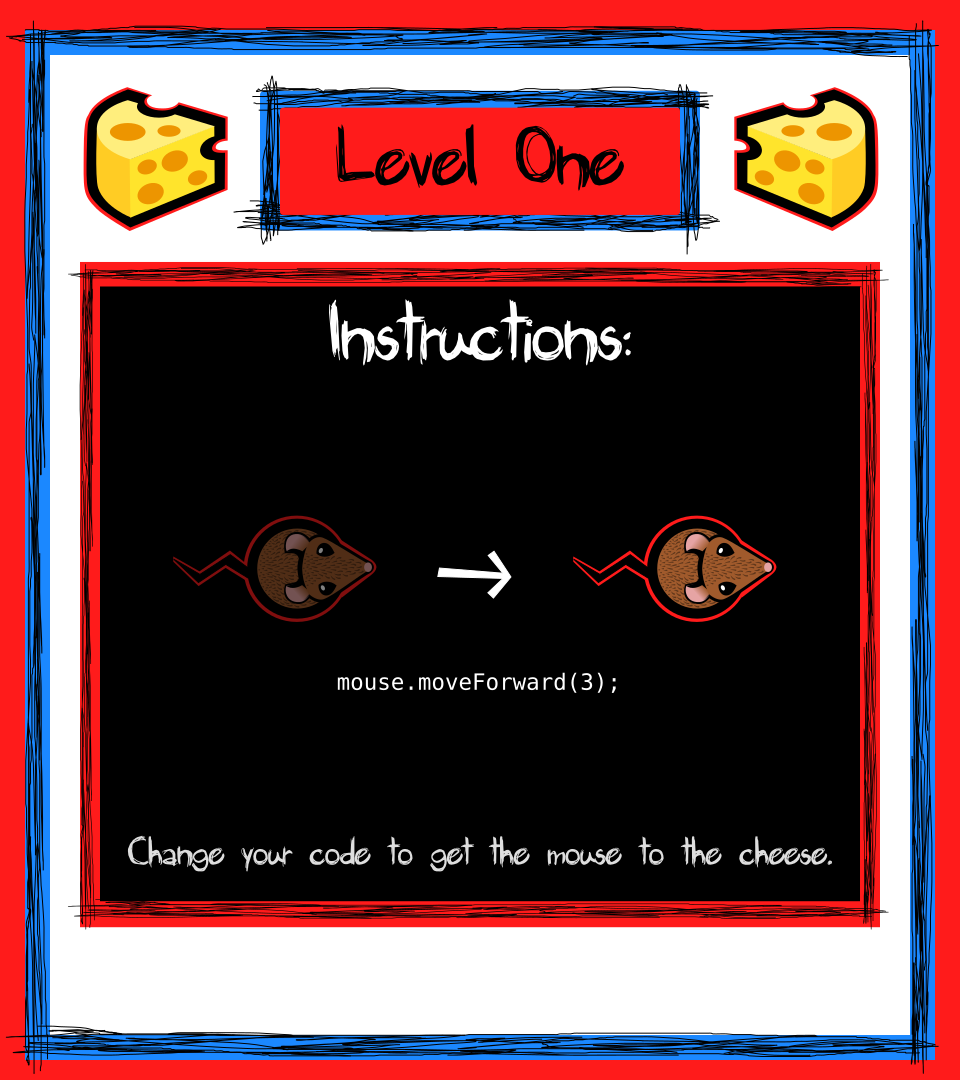 Level One
Instructions:
mouse.moveForward(3);
Change your code to get the mouse to the cheese.